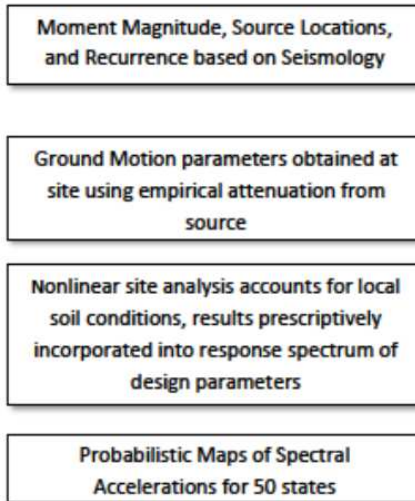 Moment Magnitude, Source Locations,
and Recurrence based on Seismology
Ground Motion parameters obtained at
site using empirical attenuation from
source
Nonlinear site analysis accounts for local
soil conditions, results prescriptively
incorporated into response spectrum of
design parameters
Probabilistic Maps of Spectral
Accelerations for 50 states